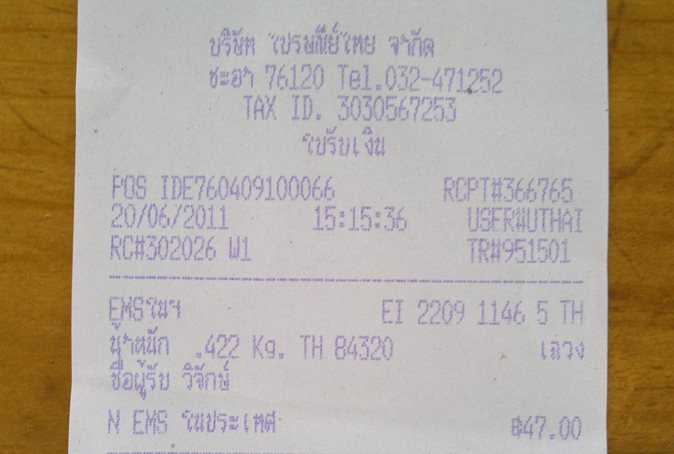 บริษัท ไปรษณีย์ไทย จำกัด
ชะอำ 76120 Tel.032-471252
TAX ID. 3030567253
ใบรับเงิน
POS IDE760409100066 RCPT#366765
20/06/2011 15:15:36 USER#UTHAI
RC#302026 W1 TR#951501
EMSในฯ EI 2209 1146 5 TH
น้ำหนัก .422 Kg. TH 84320 เฉวง
ชื่อผู้รับ วิจักษ์
N EMS ในประเทศ ฿47.00